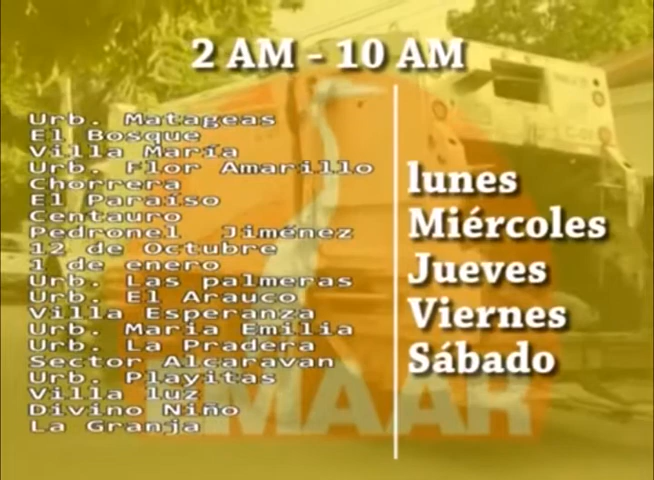 2 AM - 10 AM
Urb. Matageas
El Bosque
Villa María
Urb. Flor Amarillo
Chorrera
El Paraíso
Centauro
Pedronel Jiménez
12 de Octubre
1 de enero
Urb. Las palmeras
Urb. El Arauco
Villa Esperanza
Urb. Maria Emilia
Urb. La Pradera
Sector Alcaravan
Urb. Playitas
Villa luz
Divino Niño
La Granja
lunes
Miércoles
Jueves
Viernes
Sábado
EMAAR